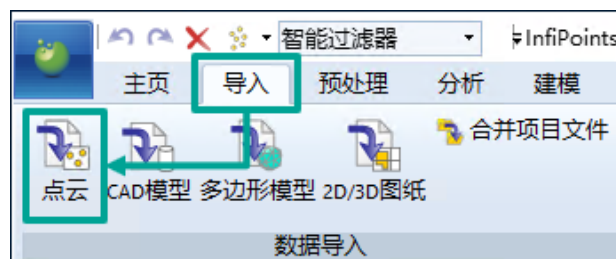 智能过滤器 InfiPoints
主页 导入 预处理 分析 建模
点云 CAD模型 多边形模型 2D/3D图纸 合并项目文件
数据导入